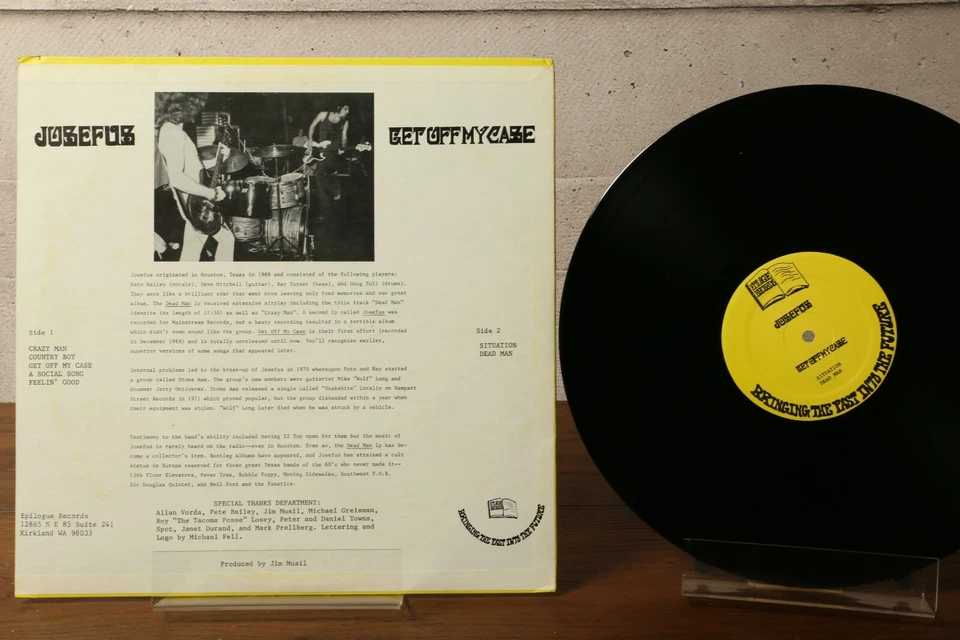 JOSEFUS
GET OFF MY CASE
Josefus originated in Houston, Texas in 1968 and consisted of the following players:
Pete Bailey (vocals), Dave Mitchell (guitar), Ray Turner (bass), and Doug Tull (drums).
They were like a brilliant star that went nova leaving only fond memories and one great
album. The Dead Man lp received extensive airplay including the title track "Dead Man"
(despite its length of 17:30) as well as "Crazy Man". A second lp called Josefus was
recorded for Mainstream Records, but a hasty recording resulted in a terrible album
which didn't even sound like the group. Get Off My Case is their first effort (recorded
in December 1969) and is totally unreleased until now. You'll recognize earlier,
superior versions of some songs that appeared later.
Internal problems led to the break-up of Josefus in 1970 whereupon Pete and Ray started
a group called Stone Axe. The group's new members were guitarist Mike "Wolf" Long and
drummer Jerry Ontiverez. Stone Axe released a single called "Snakebite" locally on Rampart
Street Records in 1971 which proved popular, but the group disbanded within a year when
their equipment was stolen. "Wolf" Long later died when he was struck by a vehicle.
Testimony to the band's ability included having ZZ Top open for them but the music of
Josefus is rarely heard on the radio--even in Houston. Even so, the Dead Man lp has be-
come a collector's item. Bootleg albums have appeared, and Josefus has attained a cult
status in Europe reserved for those great Texas bands of the 60's who never made it--
13th Floor Elevators, Fever Tree, Bubble Puppy, Moving Sidewalks, Southwest F.O.B.
Sir Douglas Quintet, and Neil Ford and the Fanatics.
SPECIAL THANKS DEPARTMENT:
Allan Vorda, Pete Bailey, Jim Musil, Michael Greisman,
Roy "The Tacoma Posse" Losey, Peter and Daniel Towns,
Spot, Janet Durand, and Mark Prellberg. Lettering and
Logo by Michael Fell.
Produced by Jim Musil
Side 1
CRAZY MAN
COUNTRY BOY
GET OFF MY CASE
A SOCIAL SONG
FEELIN' GOOD
Side 2
SITUATION
DEAD MAN
Epilogue Records
12865 N E 85 Suite 241
Kirkland WA 98033
BRINGING THE PAST INTO THE FUTURE
JOSEFUS
GET OFF MY CASE
SITUATION
DEAD MAN
BRINGING THE PAST INTO THE FUTURE